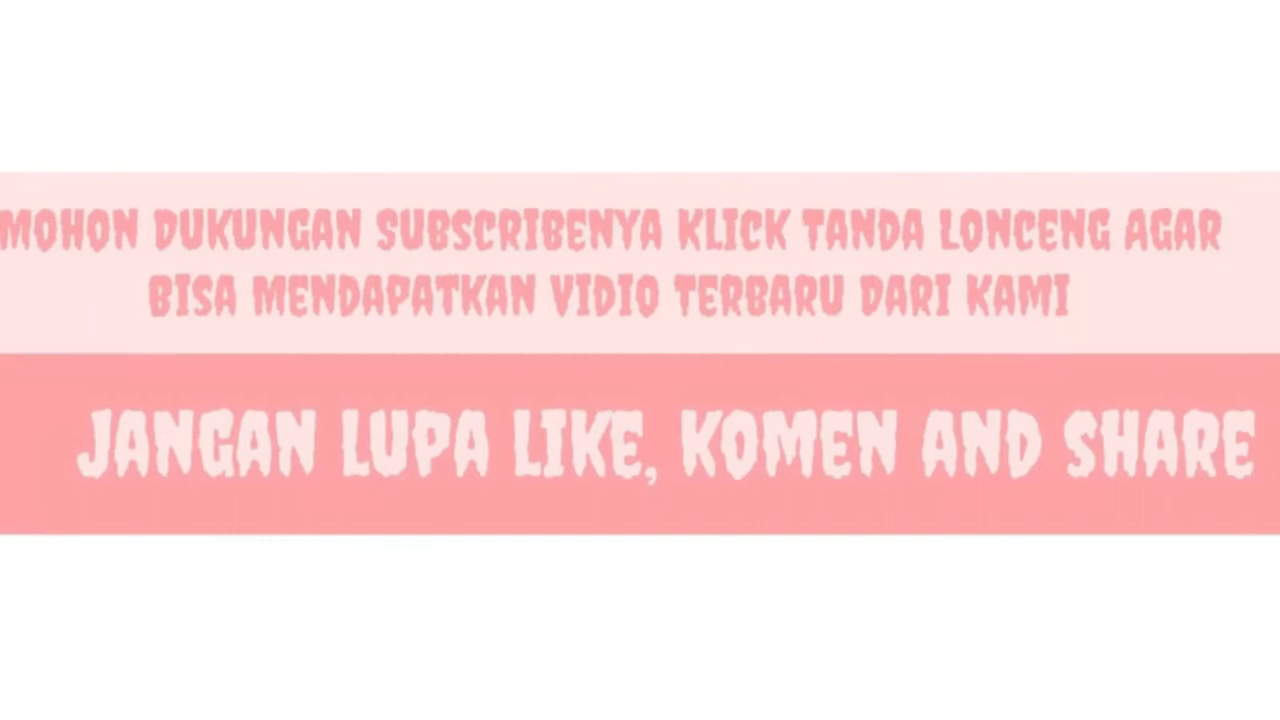 MOHON DUKUNGAN SUBSCRIBENYA KLICK TANDA LONCENG AGAR
BISA MENDAPATKAN VIDIO TERBARU DARI KAMI
JANGAN LUPA LIKE, KOMEN AND SHARE